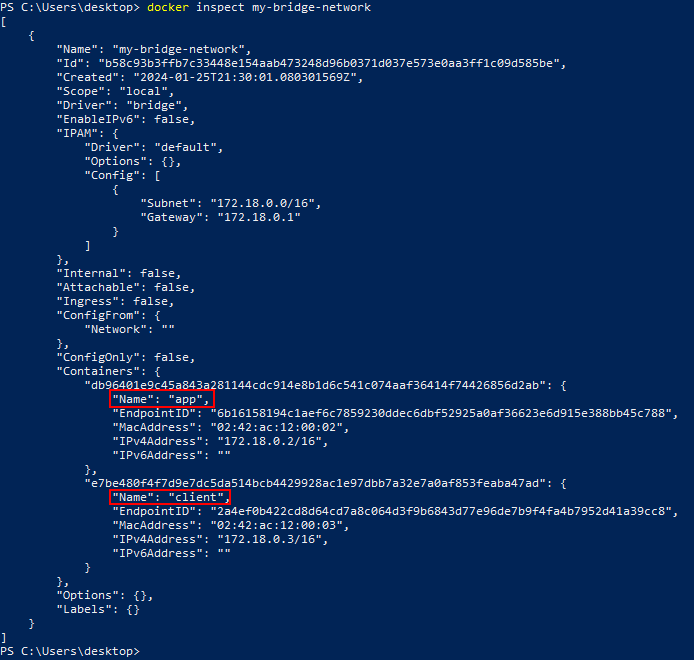 PS C:\Users\desktop> docker inspect my-bridge-network
[
    {
        "Name": "my-bridge-network",
        "Id": "b58c93b3ffb7c33448e154aab473248d96b0371d037e573e0aa3ff1c09d585be",
        "Created": "2024-01-25T21:30:01.080301569Z",
        "Scope": "local",
        "Driver": "bridge",
        "EnableIPv6": false,
        "IPAM": {
            "Driver": "default",
            "Options": {},
            "Config": [
                {
                    "Subnet": "172.18.0.0/16",
                    "Gateway": "172.18.0.1"
                }
            ]
        },
        "Internal": false,
        "Attachable": false,
        "Ingress": false,
        "ConfigFrom": {
            "Network": ""
        },
        "ConfigOnly": false,
        "Containers": {
            "db96401e9c45a843a281144cdc914e8b1d6c541c074aaf36414f74426856d2ab": {
                "Name": "app",
                "EndpointID": "6b16158194c1aef6c7859230ddec6dbf52925a0af36623e6d915e388bb45c788",
                "MacAddress": "02:42:ac:12:00:02",
                "IPv4Address": "172.18.0.2/16",
                "IPv6Address": ""
            },
            "e7be480f4f7d9e7dc5da514bcb4429928ac1e97dbb7a32e7a0af853feaba47ad": {
                "Name": "client",
                "EndpointID": "2a4ef0b422cd8d64cd7a8c064d3f9b6843d77e96de7b9f4fa4b7952d41a39cc8",
                "MacAddress": "02:42:ac:12:00:03",
                "IPv4Address": "172.18.0.3/16",
                "IPv6Address": ""
            }
        },
        "Options": {},
        "Labels": {}
    }
]
PS C:\Users\desktop>